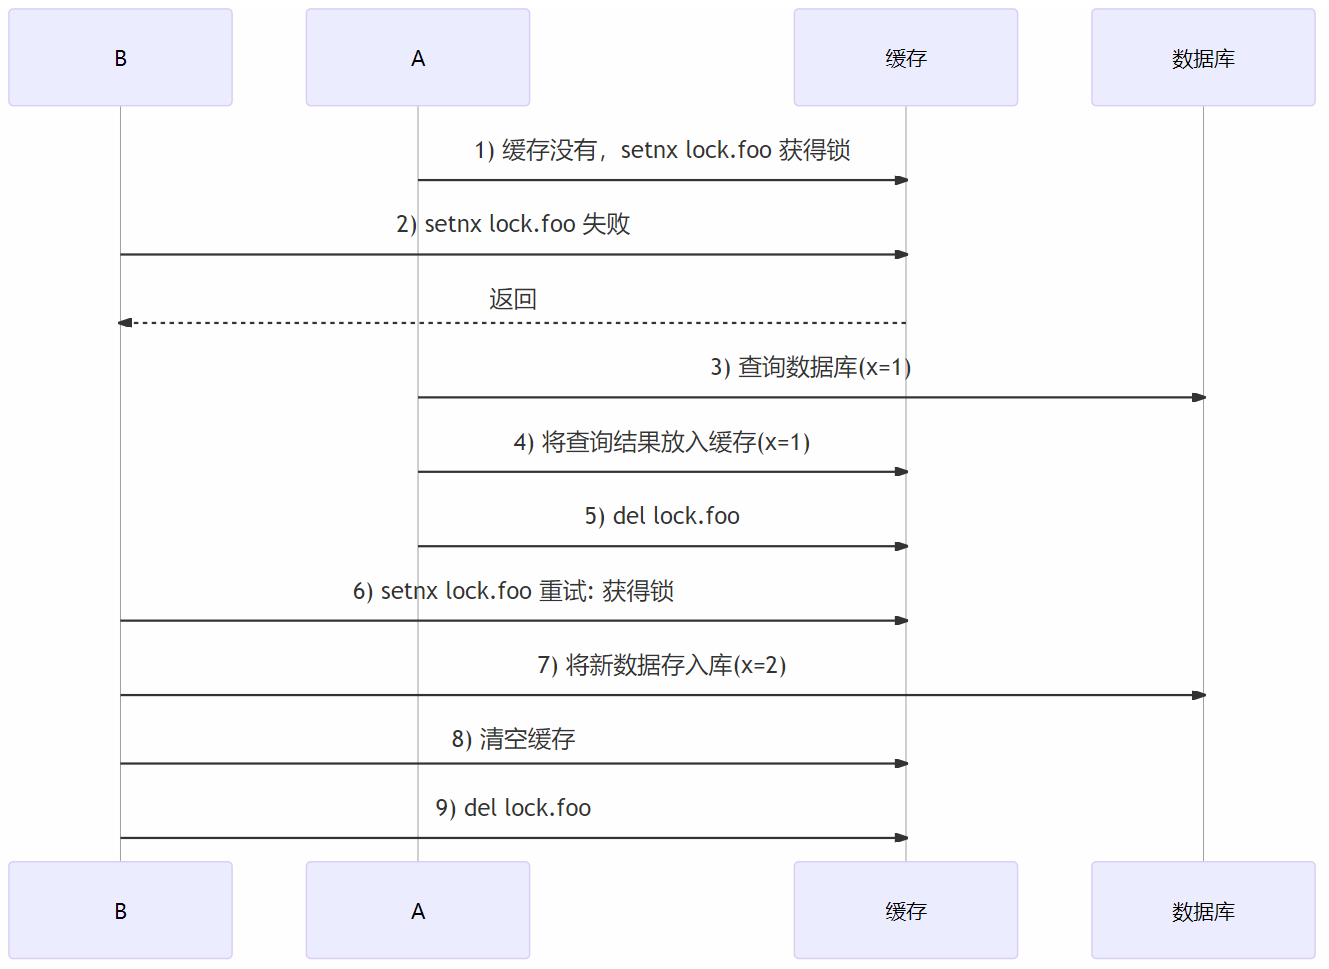 B
A
缓存
数据库
1) 缓存没有，setnx lock.foo 获得锁
2) setnx lock.foo 失败
返回
3) 查询数据库(x=1)
4) 将查询结果放入缓存(x=1)
5) del lock.foo
6) setnx lock.foo 重试: 获得锁
7) 将新数据存入库(x=2)
8) 清空缓存
9) del lock.foo
B
A
缓存
数据库